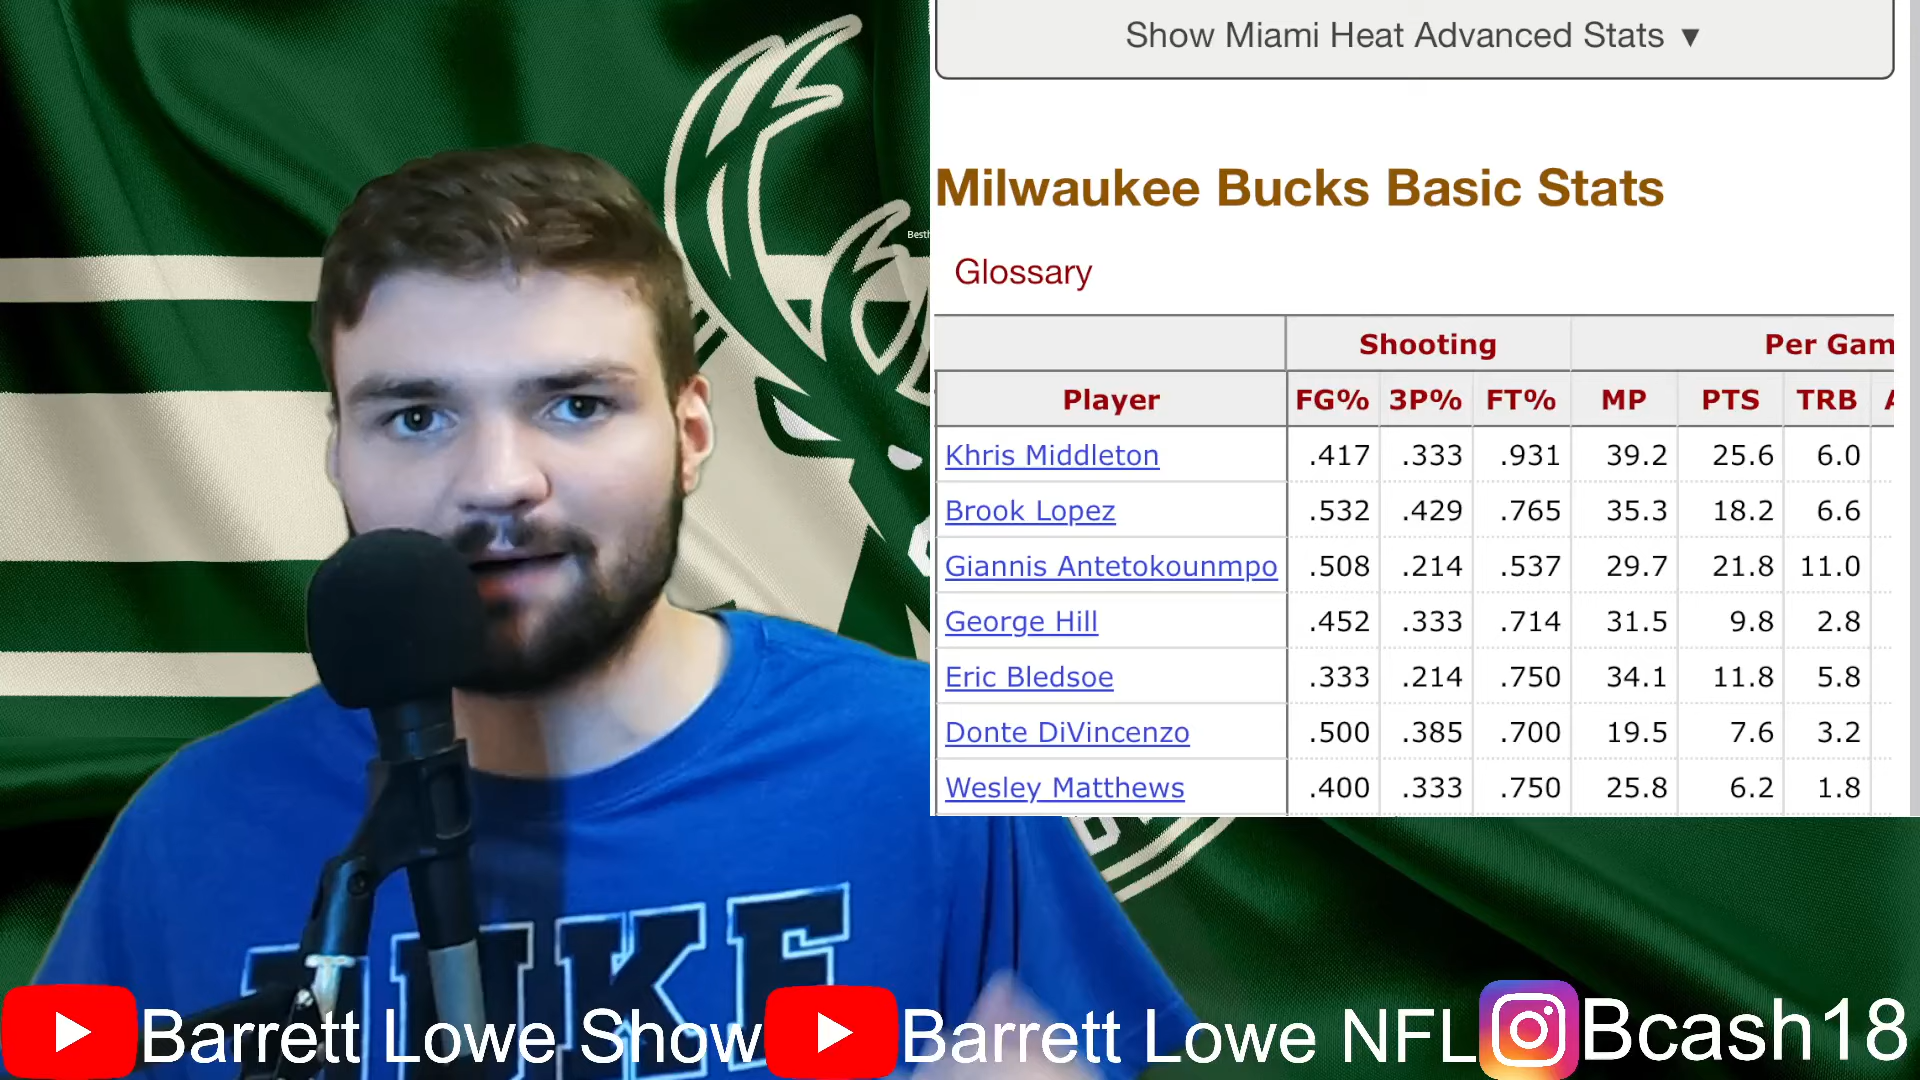 Show Miami Heat Advanced Stats ▼
Milwaukee Bucks Basic Stats
Glossary
Shooting Per Gam
Player FG% 3P% FT% MP PTS TRB
Khris Middleton .417 .333 .931 39.2 25.6 6.0
Brook Lopez .532 .429 .765 35.3 18.2 6.6
Giannis Antetokounmpo .508 .214 .537 29.7 21.8 11.0
George Hill .452 .333 .714 31.5 9.8 2.8
Eric Bledsoe .333 .214 .750 34.1 11.8 5.8
Donte DiVincenzo .500 .385 .700 19.5 7.6 3.2
Wesley Matthews .400 .333 .750 25.8 6.2 1.8
DUKE
Barrett Lowe Show Barrett Lowe NFL Bcash18